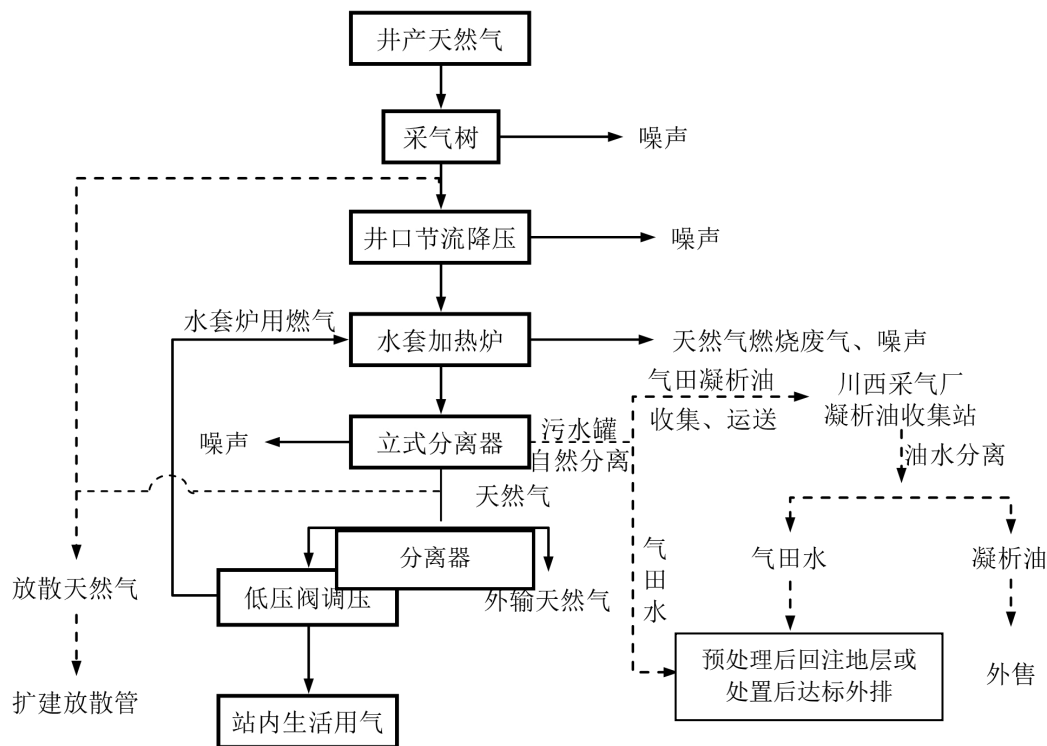 井产天然气
采气树
噪声
井口节流降压
噪声
水套炉用燃气
水套加热炉
天然气燃烧废气、噪声
气田凝析油
收集、运送
川西采气厂
凝析油收集站
噪声
立式分离器
污水罐
自然分离
油水分离
天然气
分离器
气田水
气田水
凝析油
放散天然气
低压阀调压
外输天然气
预处理后回注地层或
处置后达标外排
外售
扩建放散管
站内生活用气